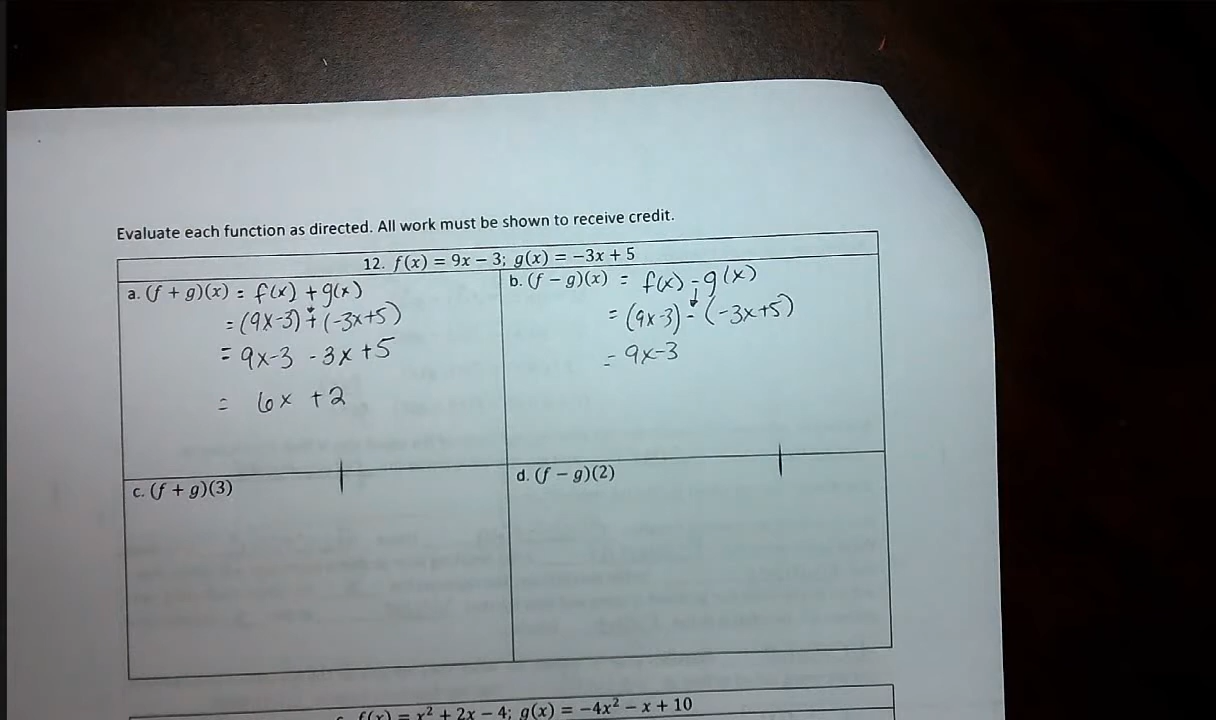 Evaluate each function as directed. All work must be shown to receive credit.
12. f(x) = 9x − 3; g(x) = −3x + 5
a. (f + g)(x) = f(x) + g(x)
= (9x-3) + (-3x+5)
= 9x-3 - 3x +5
= 6x + 2
b. (f − g)(x) = f(x) - g(x)
= (9x-3) - (-3x+5)
= 9x-3
c. (f + g)(3)
d. (f − g)(2)
f(x) = x² + 2x − 4; g(x) = −4x² − x + 10